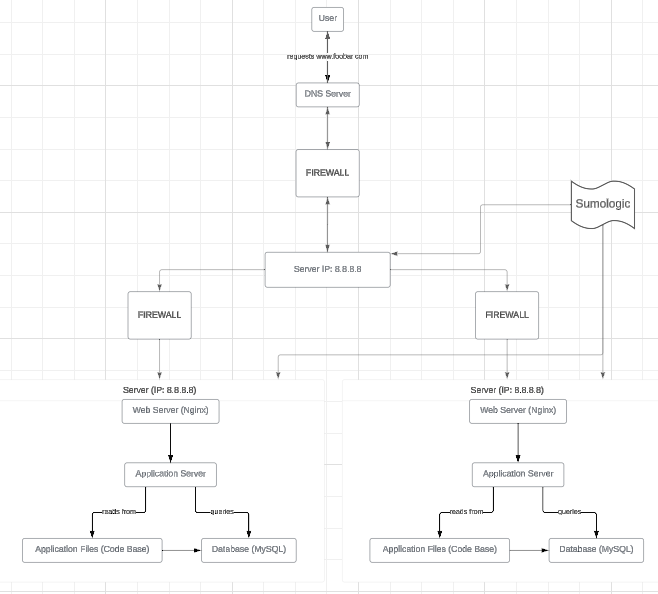 User
requests www.foobar.com
DNS Server
FIREWALL
Sumologic
Server IP: 8.8.8.8
FIREWALL
FIREWALL
Server (IP: 8.8.8.8)
Server (IP: 8.8.8.8)
Web Server (Nginx)
Web Server (Nginx)
Application Server
Application Server
reads from
queries
reads from
queries
Application Files (Code Base)
Database (MySQL)
Application Files (Code Base)
Database (MySQL)